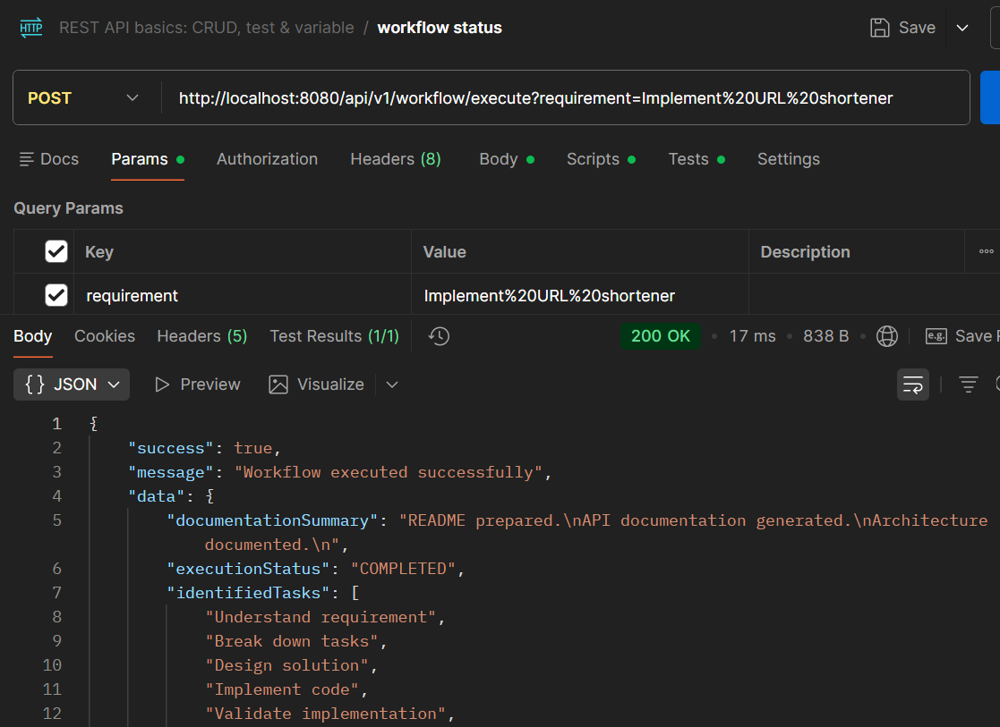 HTTP REST API basics: CRUD, test & variable / workflow status Save
POST http://localhost:8080/api/v1/workflow/execute?requirement=Implement%20URL%20shortener
Docs Params Authorization Headers (8) Body Scripts Tests Settings
Query Params
Key Value Description
requirement Implement%20URL%20shortener
Body Cookies Headers (5) Test Results (1/1) 200 OK • 17 ms • 838 B • e.g. Save
{} JSON Preview Visualize
1 {
2 "success": true,
3 "message": "Workflow executed successfully",
4 "data": {
5 "documentationSummary": "README prepared.\nAPI documentation generated.\nArchitecture
documented.\n",
6 "executionStatus": "COMPLETED",
7 "identifiedTasks": [
8 "Understand requirement",
9 "Break down tasks",
10 "Design solution",
11 "Implement code",
12 "Validate implementation",